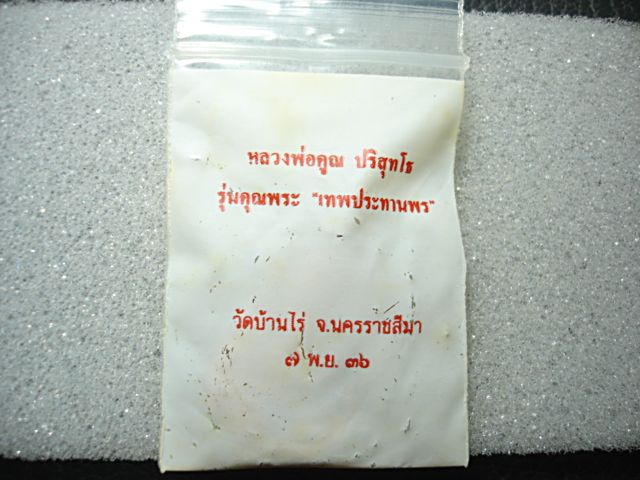 หลวงพ่อคูณ ปริสุทโธ
รุ่นคุณพระ "เทพประทานพร"
วัดบ้านไร่ จ.นครราชสีมา
๗ พ.ย. ๓๖